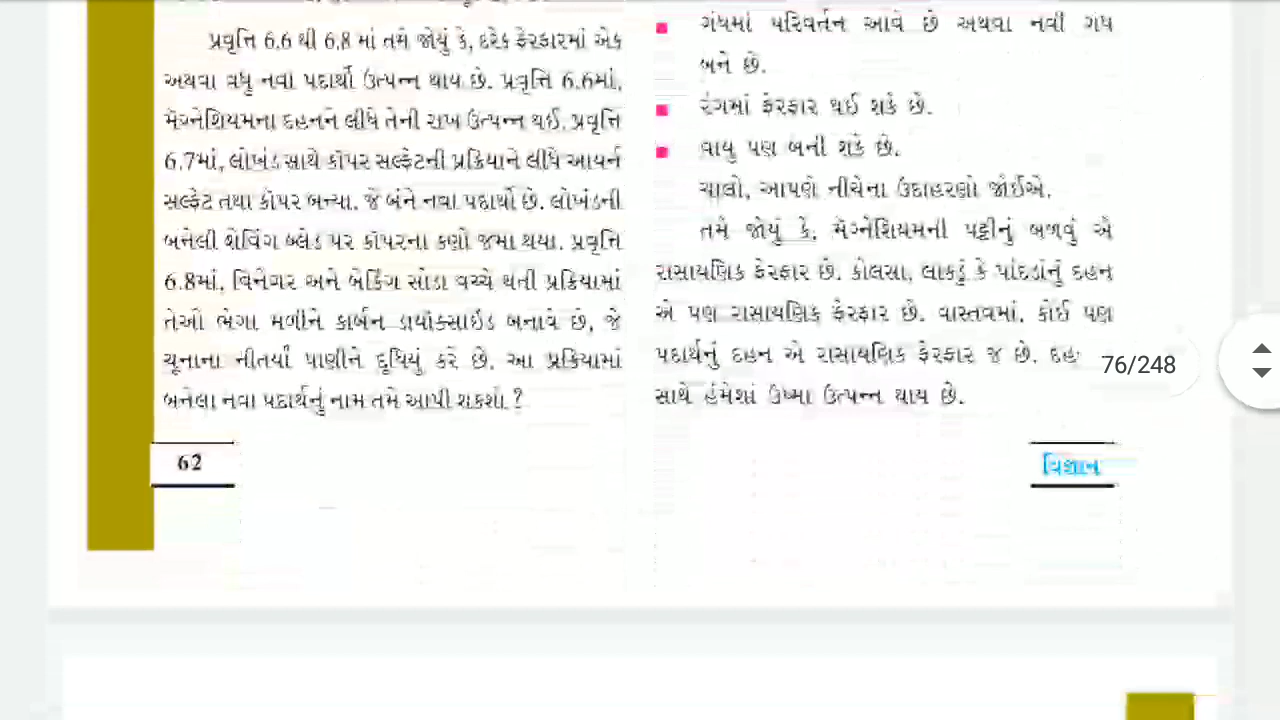 પ્રવૃત્તિ 6.6 થી 6.8 માં તમે જોયું કે, દરેક ફેરફારમાં એક
અથવા વધુ નવા પદાર્થો ઉત્પન્ન થાય છે. પ્રવૃત્તિ 6.6માં,
મૅગ્નેશિયમના દહનને લીધે તેની રાખ ઉત્પન્ન થઈ. પ્રવૃત્તિ
6.7માં, લોખંડ સાથે કૉપર સલ્ફેટની પ્રક્રિયાને લીધે આયર્ન
સલ્ફેટ તથા કૉપર બન્યા. જે બંને નવા પદાર્થો છે. લોખંડની
બનેલી શેવિંગ બ્લેડ પર કૉપરના કણો જમા થયા. પ્રવૃત્તિ
6.8માં, વિનેગર અને બેકિંગ સોડા વચ્ચે થતી પ્રક્રિયામાં
તેઓ ભેગા મળીને કાર્બન ડાયૉક્સાઇડ બનાવે છે, જે
ચૂનાના નીતર્યા પાણીને દૂધિયું કરે છે. આ પ્રક્રિયામાં
બનેલા નવા પદાર્થનું નામ તમે આપી શકશો ?
62
ગંધમાં પરિવર્તન આવે છે અથવા નવી ગંધ
બને છે.
રંગમાં ફેરફાર થઈ શકે છે.
વાયુ પણ બની શકે છે.
ચાલો, આપણે નીચેના ઉદાહરણો જોઈએ.
તમે જોયું કે, મૅગ્નેશિયમની પટ્ટીનું બળવું એ
રાસાયણિક ફેરફાર છે. કોલસા, લાકડું કે પાંદડાંનું દહન
એ પણ રાસાયણિક ફેરફાર છે. વાસ્તવમાં, કોઈ પણ
પદાર્થનું દહન એ રાસાયણિક ફેરફાર જ છે. દહ
સાથે હંમેશાં ઉષ્મા ઉત્પન્ન થાય છે.
વિજ્ઞાન
76/248